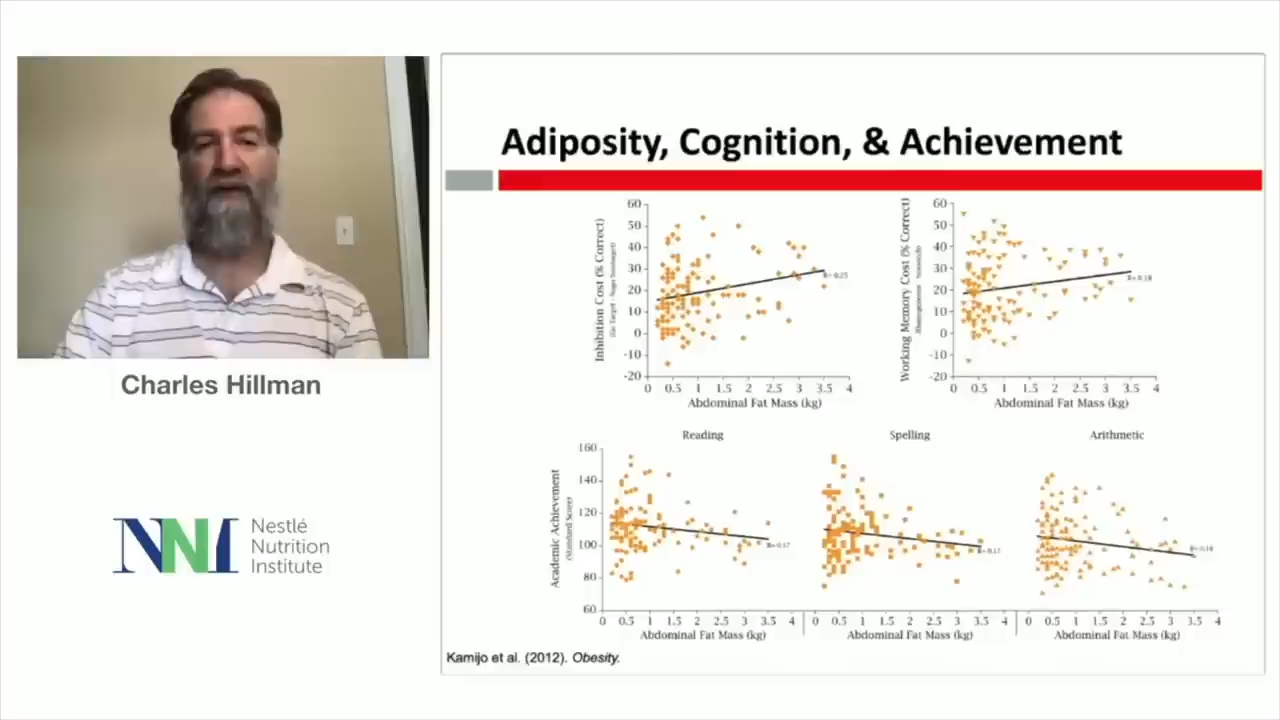 Adiposity, Cognition, & Achievement
Charles Hillman
NNI
Nestlé
Nutrition
Institute
Inhibition Cost (% Correct)
60
50
40
30
20
10
0
-10
-20
0 0.5 1 1.5 2 2.5 3 3.5 4
Abdominal Fat Mass (kg)
Working Memory Cost (% Correct)
60
50
40
30
20
10
0
-10
-20
0 0.5 1 1.5 2 2.5 3 3.5 4
Abdominal Fat Mass (kg)
Reading
Spelling
Arithmetic
Academic Achievement
(Standard Score)
160
140
120
100
80
60
0 0.5 1 1.5 2 2.5 3 3.5 4
0 0.5 1 1.5 2 2.5 3 3.5 4
0 0.5 1 1.5 2 2.5 3 3.5 4
Abdominal Fat Mass (kg)
Abdominal Fat Mass (kg)
Abdominal Fat Mass (kg)
Kamijo et al. (2012). Obesity.